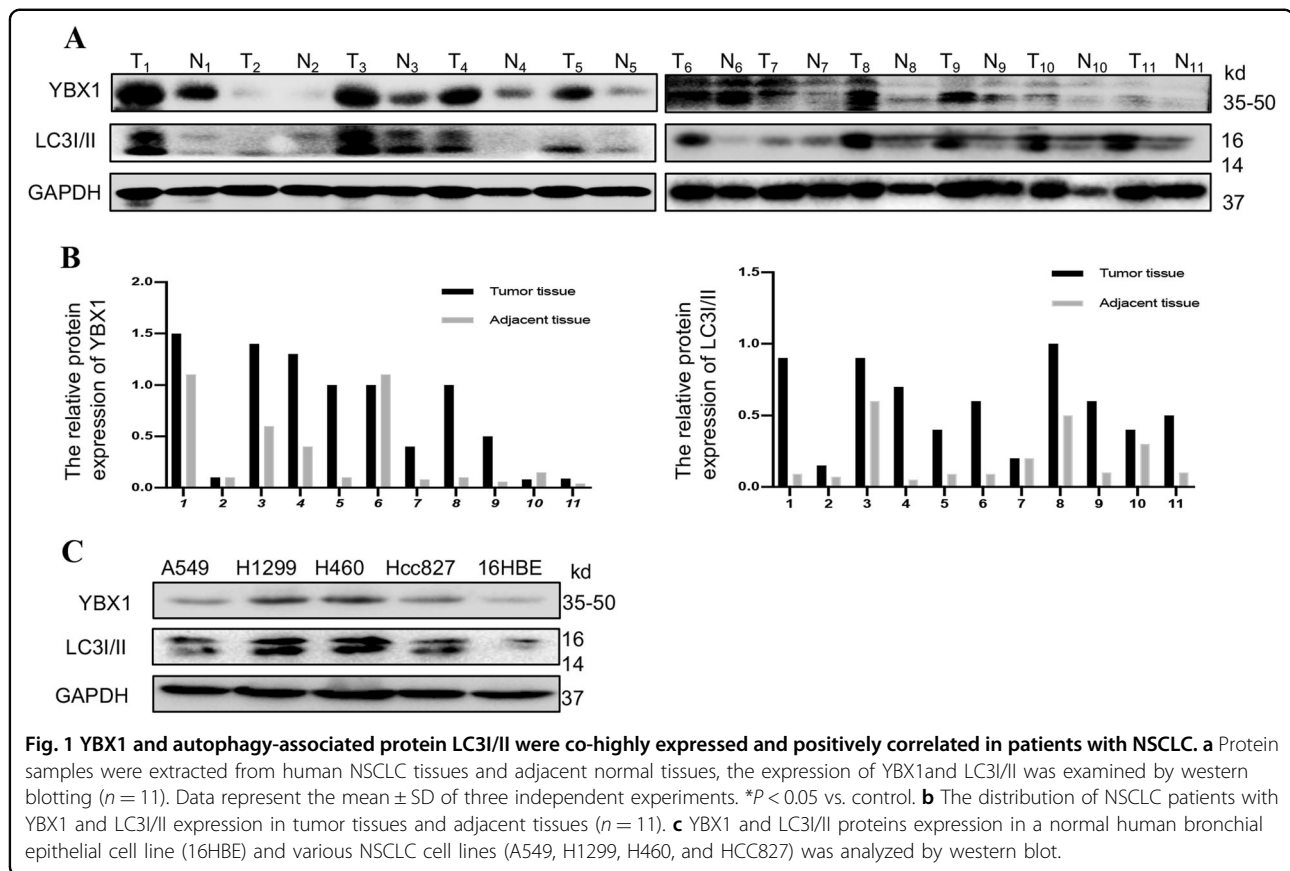 A
T1 N1 T2 N2 T3 N3 T4 N4 T5 N5 T6 N6 T7 N7 T8 N8 T9 N9 T10 N10 T11 N11
kd
YBX1
35-50
LC3I/II
16
14
GAPDH
37
B
The relative protein
expression of YBX1
2.0
1.5
1.0
0.5
0.0
Tumor tissue
Adjacent tissue
1 2 3 4 5 6 7 8 9 10 11
The relative protein
expression of LC3I/II
1.5
1.0
0.5
0.0
Tumor tissue
Adjacent tissue
1 2 3 4 5 6 7 8 9 10 11
C
A549 H1299 H460 Hcc827 16HBE kd
YBX1
35-50
LC3I/II
16
14
GAPDH
37
Fig. 1 YBX1 and autophagy-associated protein LC3I/II were co-highly expressed and positively correlated in patients with NSCLC. a Protein
samples were extracted from human NSCLC tissues and adjacent normal tissues, the expression of YBX1and LC3I/II was examined by western
blotting (n = 11). Data represent the mean ± SD of three independent experiments. *P < 0.05 vs. control. b The distribution of NSCLC patients with
YBX1 and LC3I/II expression in tumor tissues and adjacent tissues (n = 11). c YBX1 and LC3I/II proteins expression in a normal human bronchial
epithelial cell line (16HBE) and various NSCLC cell lines (A549, H1299, H460, and HCC827) was analyzed by western blot.